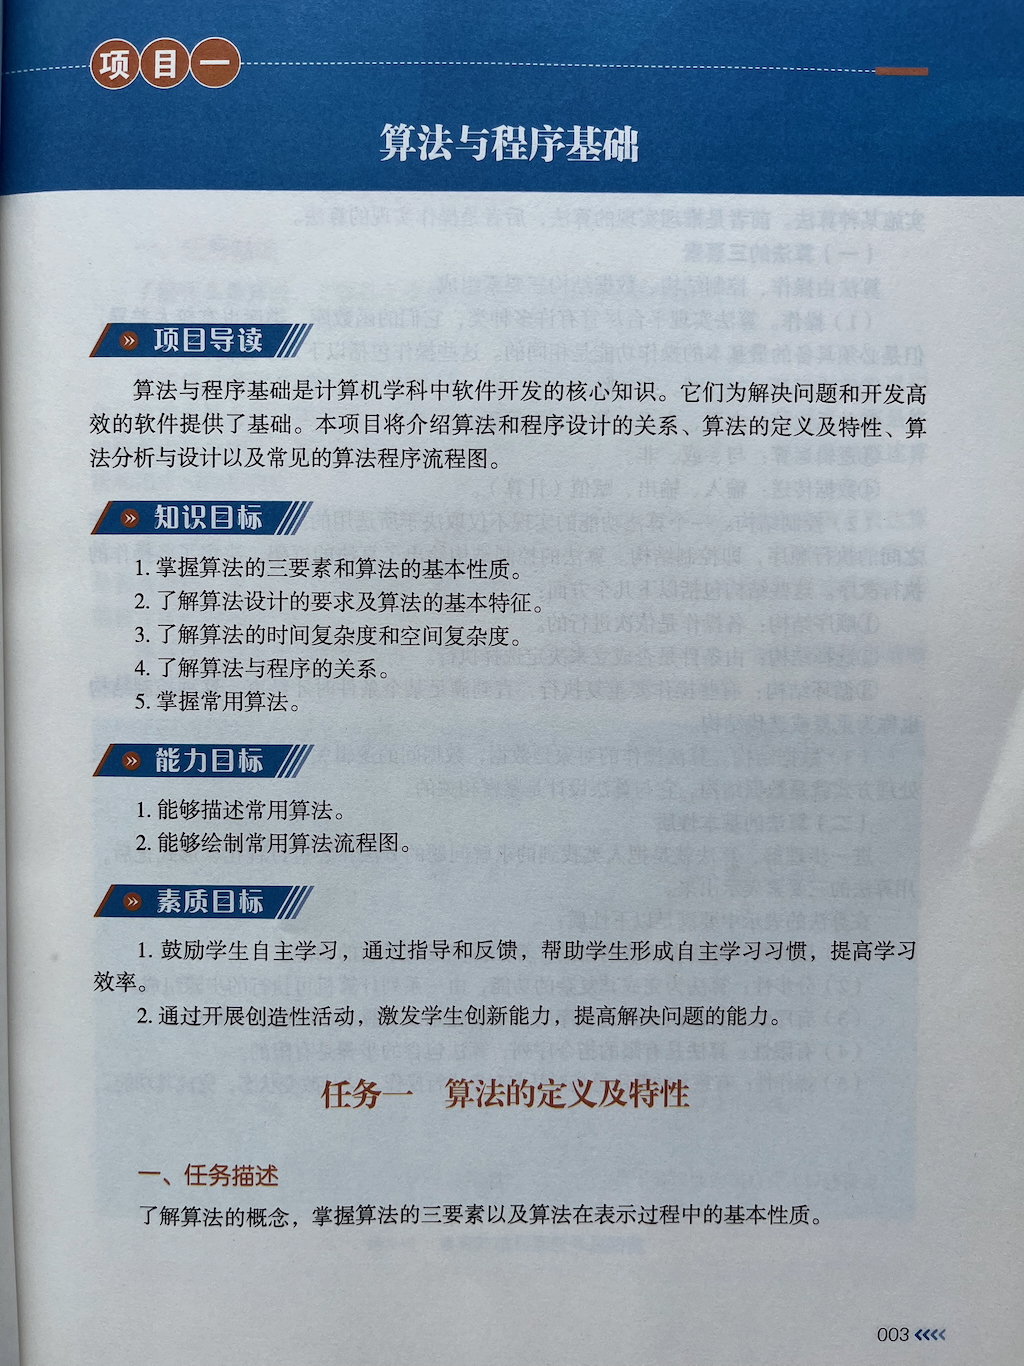 项目一
算法与程序基础
项目导读
算法与程序基础是计算机学科中软件开发的核心知识。它们为解决问题和开发高
效的软件提供了基础。本项目将介绍算法和程序设计的关系、算法的定义及特性、算
法分析与设计以及常见的算法程序流程图。
知识目标
1. 掌握算法的三要素和算法的基本性质。
2. 了解算法设计的要求及算法的基本特征。
3. 了解算法的时间复杂度和空间复杂度。
4. 了解算法与程序的关系。
5. 掌握常用算法。
能力目标
1. 能够描述常用算法。
2. 能够绘制常用算法流程图。
素质目标
1. 鼓励学生自主学习，通过指导和反馈，帮助学生形成自主学习习惯，提高学习
效率。
2. 通过开展创造性活动，激发学生创新能力，提高解决问题的能力。
任务一 算法的定义及特性
一、任务描述
了解算法的概念，掌握算法的三要素以及算法在表示过程中的基本性质。
003